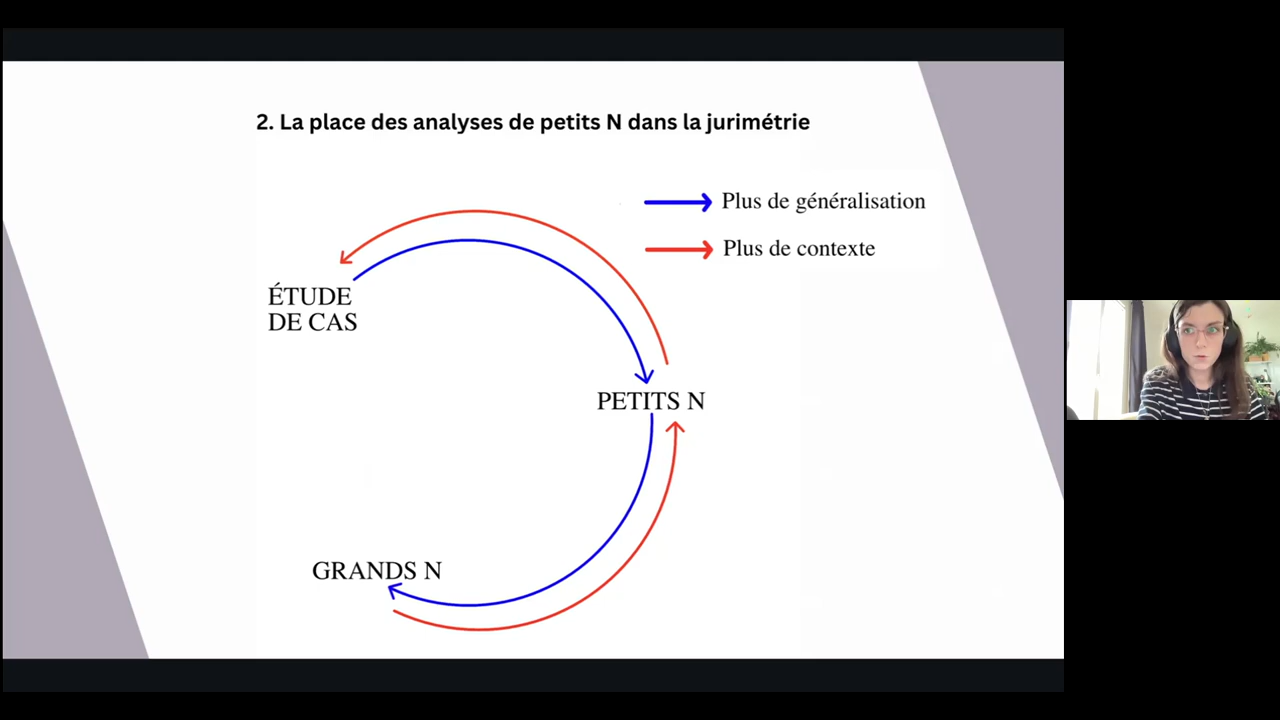 2. La place des analyses de petits N dans la jurimétrie
Plus de généralisation
Plus de contexte
ÉTUDE
DE CAS
PETITS N
GRANDS N